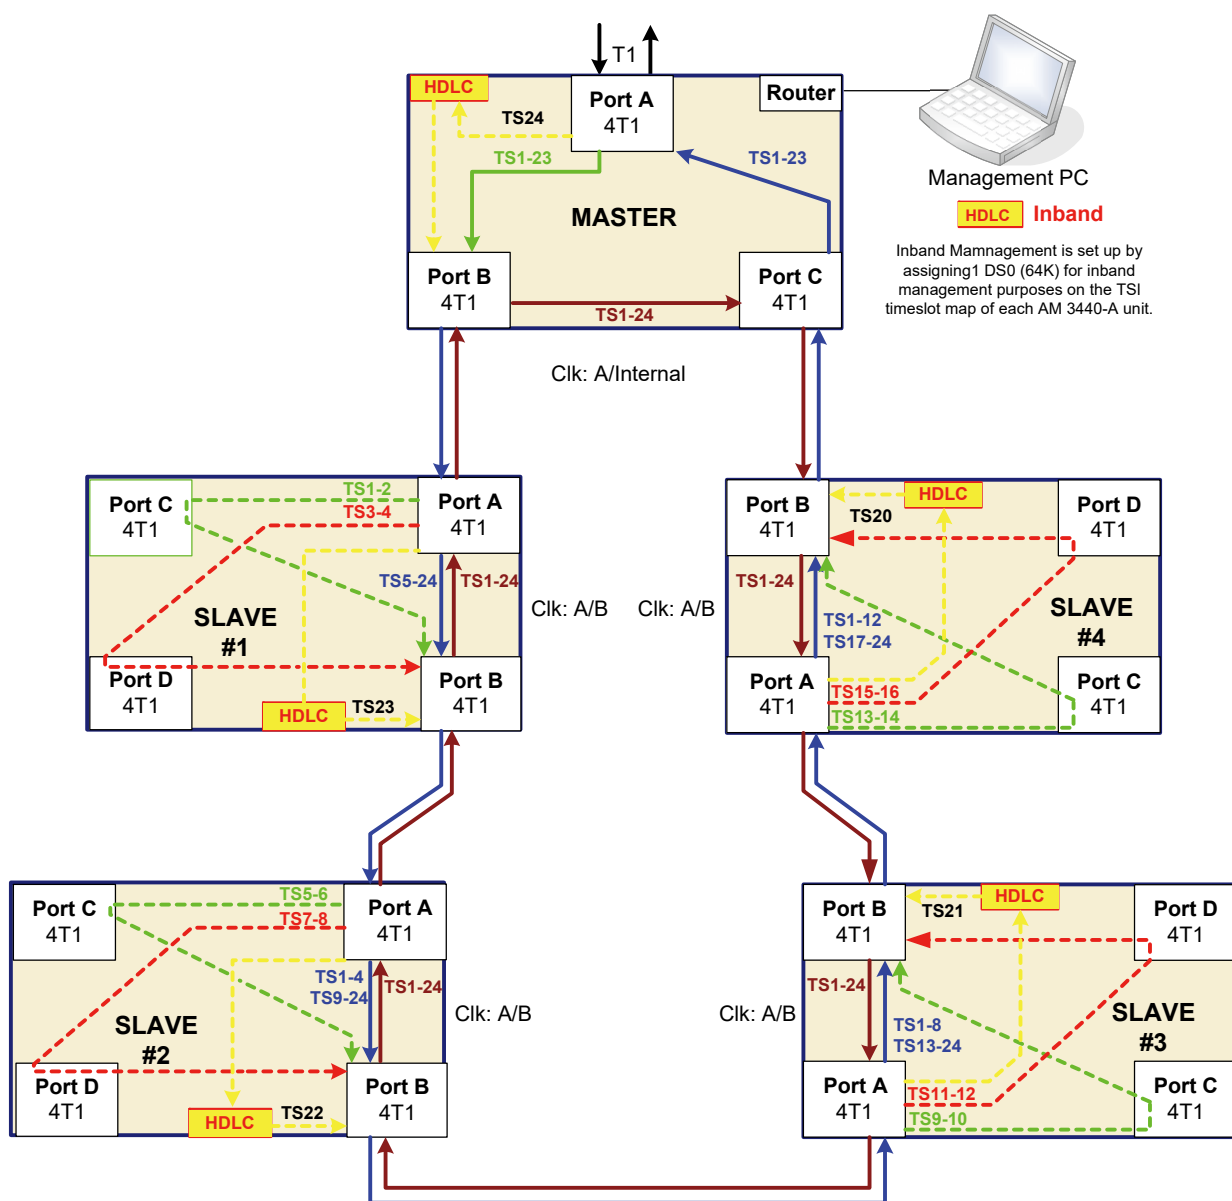 T1
HDLC
Port A
4T1
Router
TS24
TS1-23
TS1-23
MASTER
Management PC
HDLC Inband
Inband Mamnagement is set up by
assigning1 DS0 (64K) for inband
management purposes on the TSI
timeslot map of each AM 3440-A unit.
Port B
4T1
Port C
4T1
TS1-24
Clk: A/Internal
Port C
4T1
TS1-2
TS3-4
Port A
4T1
TS5-24
TS1-24
SLAVE
#1
Clk: A/B
Port D
4T1
HDLC
TS23
Port B
4T1
Port B
4T1
HDLC
TS20
Port D
4T1
Clk: A/B
TS1-24
TS1-12
TS17-24
SLAVE
#4
Port A
4T1
TS15-16
TS13-14
Port C
4T1
Port C
4T1
TS5-6
TS7-8
Port A
4T1
TS1-4
TS9-24
TS1-24
SLAVE
#2
Clk: A/B
Port D
4T1
HDLC
TS22
Port B
4T1
Port B
4T1
TS21
HDLC
Port D
4T1
Clk: A/B
TS1-24
TS1-8
TS13-24
SLAVE
#3
Port A
4T1
TS11-12
TS9-10
Port C
4T1